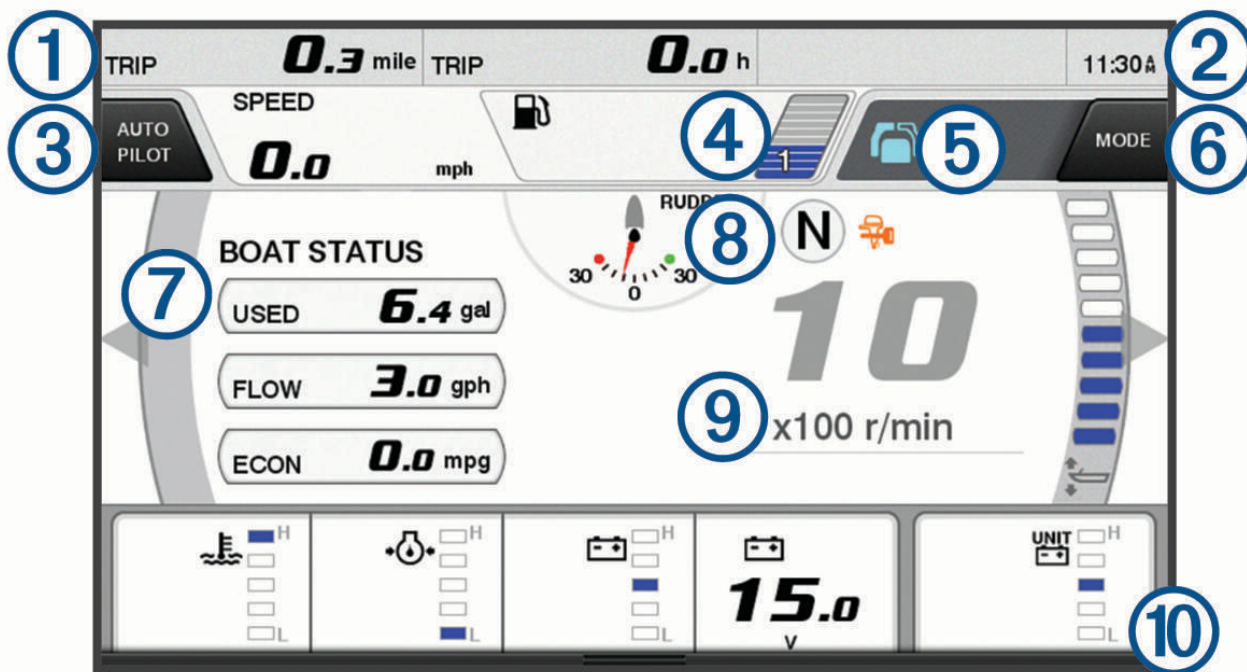 ① TRIP 0.3 mile TRIP 0.0 h 11:30 AM ②
③ AUTO PILOT
SPEED
0.0 mph
④ 1
⑤
MODE ⑥
BOAT STATUS
⑦ USED 6.4 gal
FLOW 3.0 gph
ECON 0.0 mpg
30 0 30
⑧ N
10
⑨ x100 r/min
H
L
H
L
H
L
15.0
V
UNIT
H
L
⑩